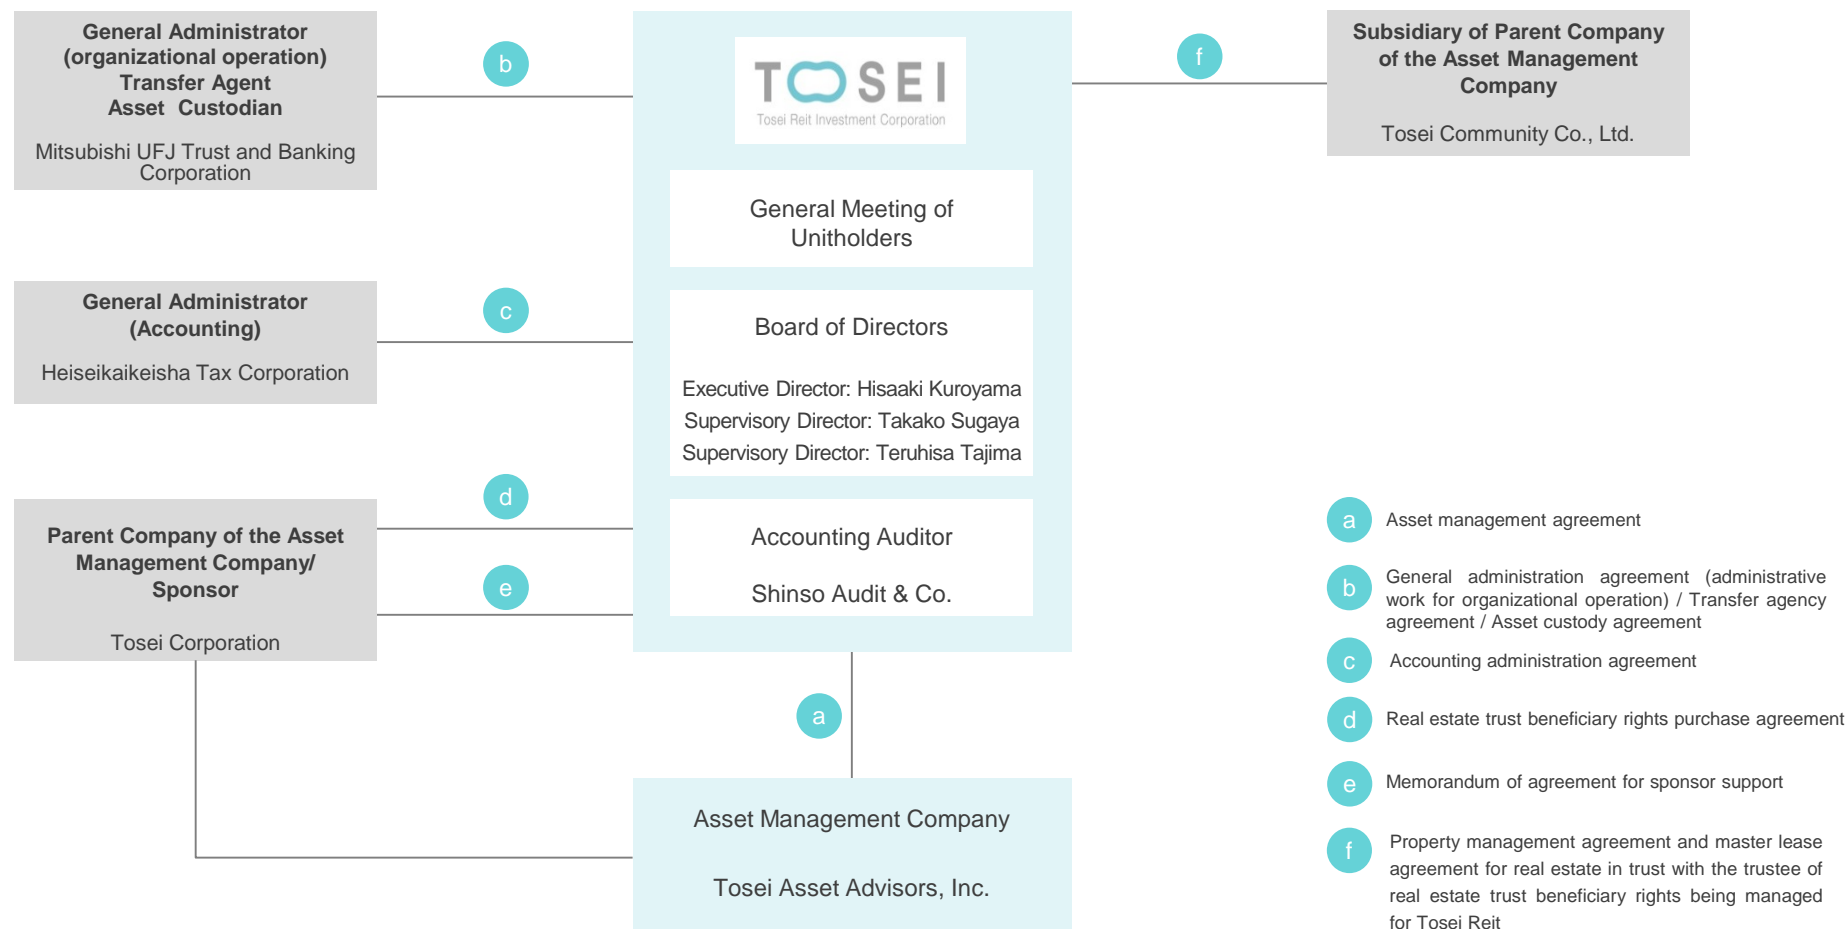 General Administrator
(organizational operation)
Transfer Agent
Asset Custodian
Mitsubishi UFJ Trust and Banking
Corporation
b
General Administrator
(Accounting)
Heiseikaikeisha Tax Corporation
c
Parent Company of the Asset
Management Company/
Sponsor
Tosei Corporation
d
e
TOSEI
Tosei Reit Investment Corporation
General Meeting of
Unitholders
Board of Directors
Executive Director: Hisaaki Kuroyama
Supervisory Director: Takako Sugaya
Supervisory Director: Teruhisa Tajima
Accounting Auditor
Shinso Audit & Co.
a
Asset Management Company
Tosei Asset Advisors, Inc.
f
Subsidiary of Parent Company
of the Asset Management
Company
Tosei Community Co., Ltd.
a Asset management agreement
b General administration agreement (administrative
work for organizational operation) / Transfer agency
agreement / Asset custody agreement
c Accounting administration agreement
d Real estate trust beneficiary rights purchase agreement
e Memorandum of agreement for sponsor support
f Property management agreement and master lease
agreement for real estate in trust with the trustee of
real estate trust beneficiary rights being managed
for Tosei Reit